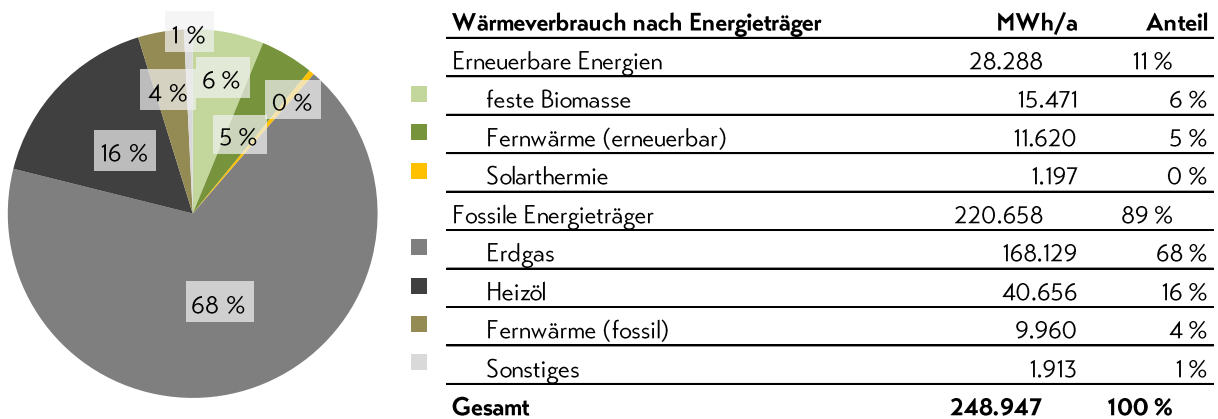 1 %
6 %
4 %
0 %
5 %
16 %
68 %
Wärmeverbrauch nach Energieträger MWh/a Anteil
Erneuerbare Energien 28.288 11 %
feste Biomasse 15.471 6 %
Fernwärme (erneuerbar) 11.620 5 %
Solarthermie 1.197 0 %
Fossile Energieträger 220.658 89 %
Erdgas 168.129 68 %
Heizöl 40.656 16 %
Fernwärme (fossil) 9.960 4 %
Sonstiges 1.913 1 %
Gesamt 248.947 100 %